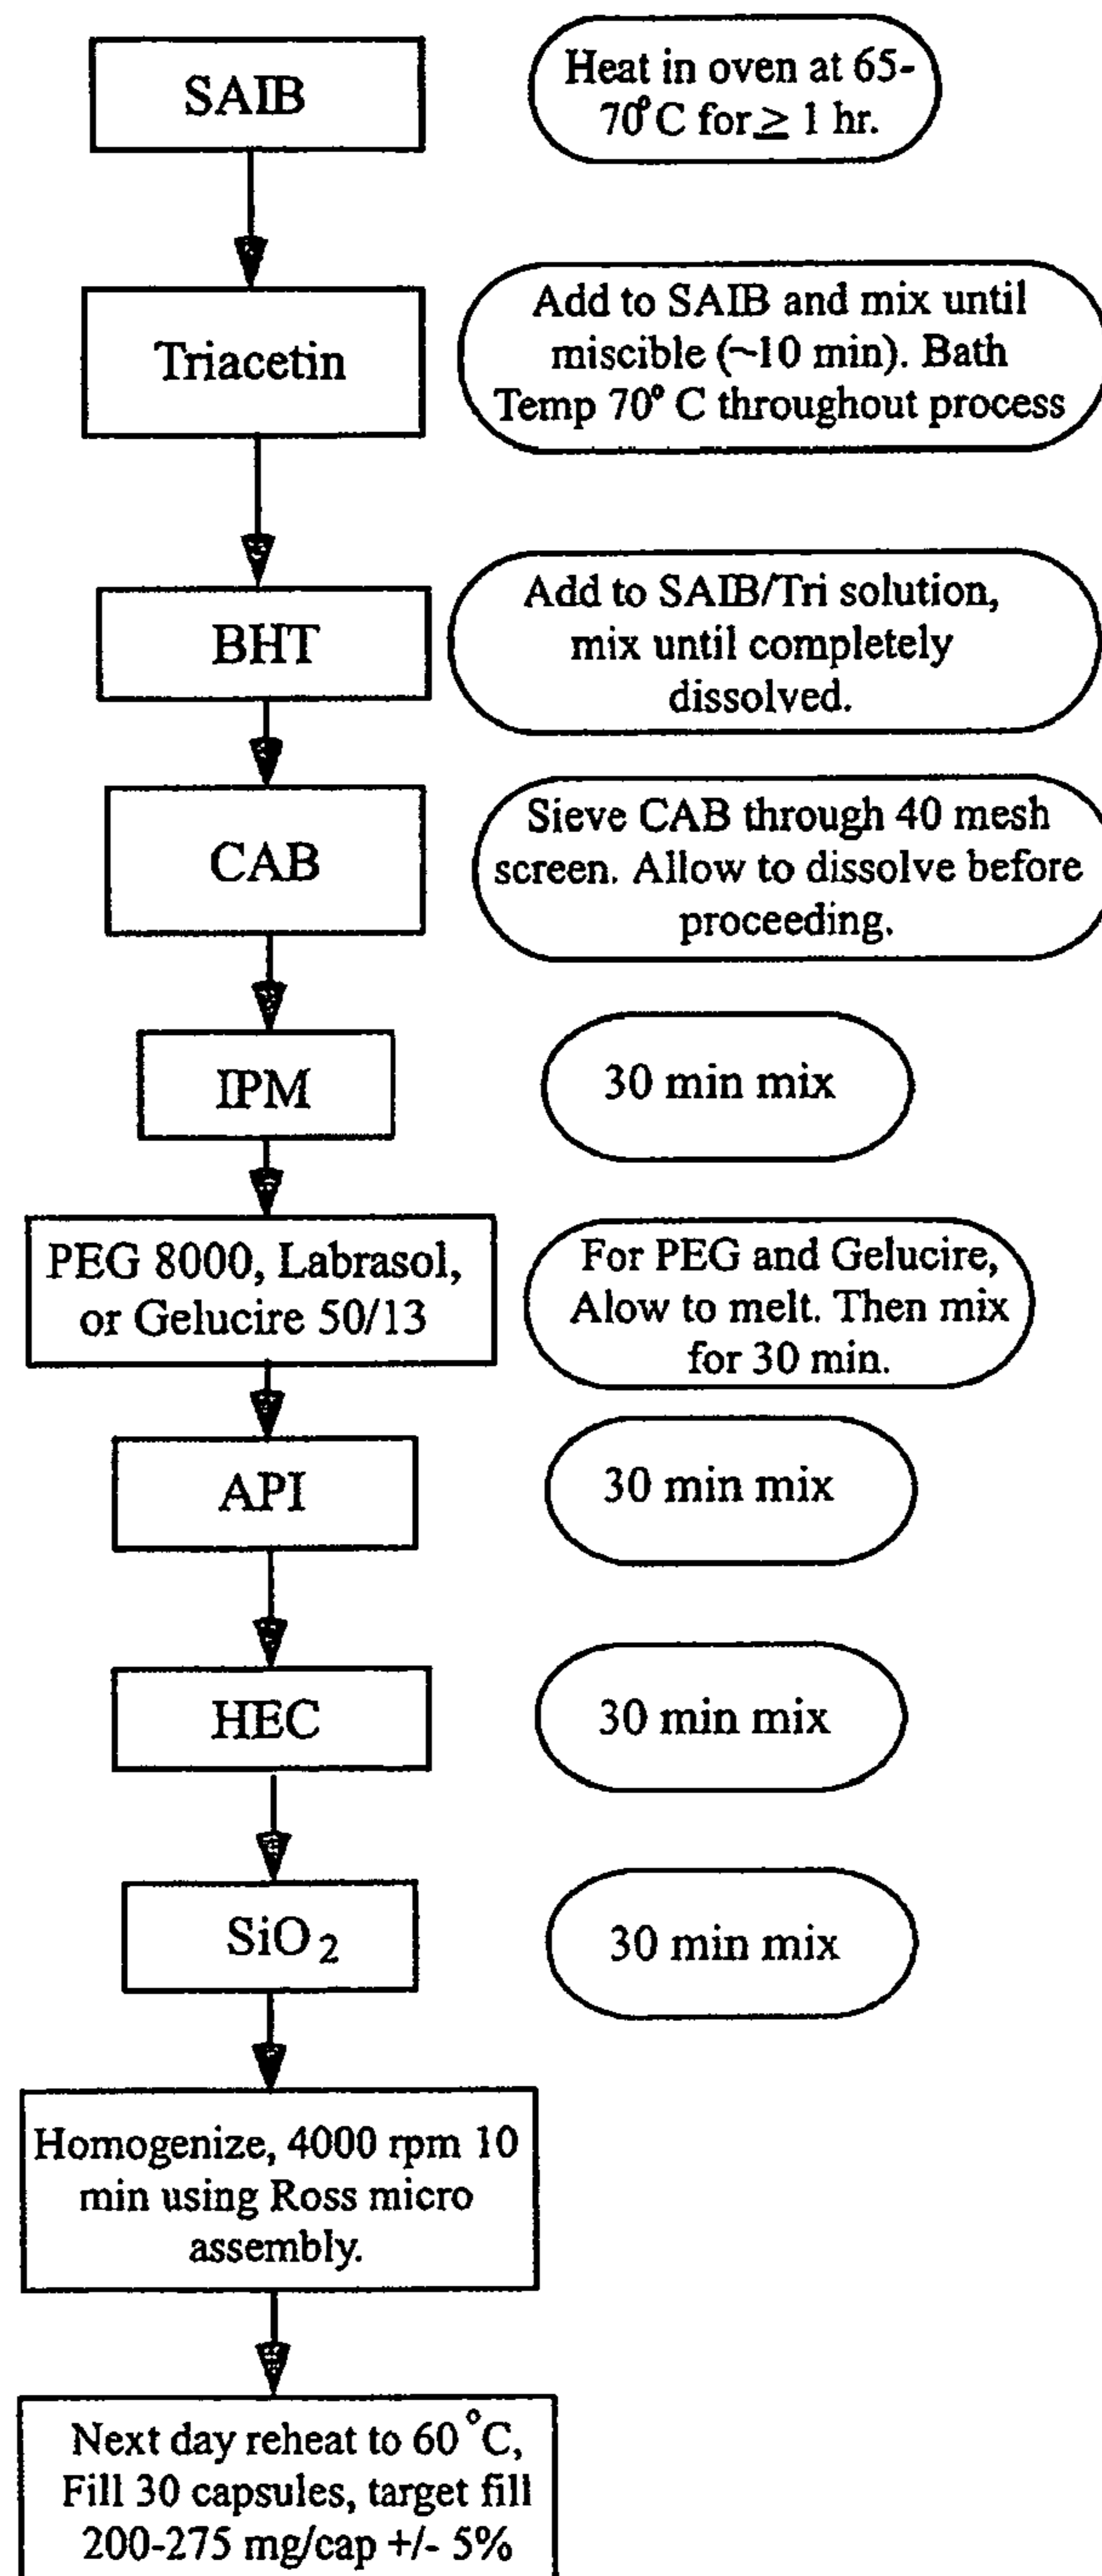 SAIB
Heat in oven at 65-
70°C for ≥ 1 hr.
Triacetin
Add to SAIB and mix until
miscible (~10 min). Bath
Temp 70° C throughout process
BHT
Add to SAIB/Tri solution,
mix until completely
dissolved.
CAB
Sieve CAB through 40 mesh
screen. Allow to dissolve before
proceeding.
IPM
30 min mix
PEG 8000, Labrasol,
or Gelucire 50/13
For PEG and Gelucire,
Alow to melt. Then mix
for 30 min.
API
30 min mix
HEC
30 min mix
SiO₂
30 min mix
Homogenize, 4000 rpm 10
min using Ross micro
assembly.
Next day reheat to 60 °C,
Fill 30 capsules, target fill
200-275 mg/cap +/- 5%